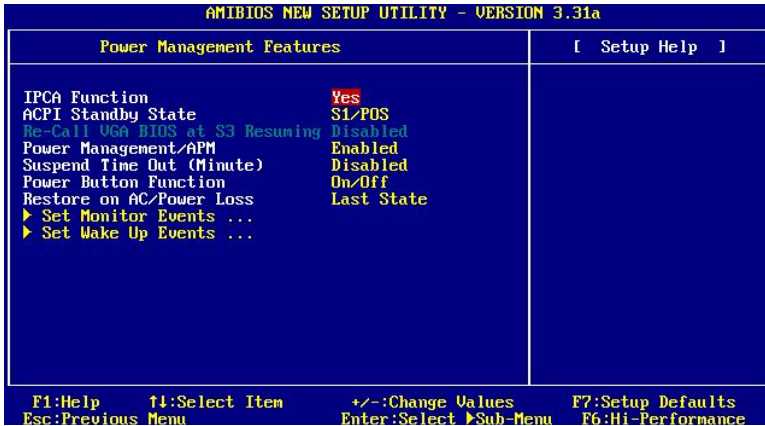 AMIBIOS NEW SETUP UTILITY - VERSION 3.31a
Power Management Features
[ Setup Help ]
IPCA Function Yes
ACPI Standby State S1/POS
Re-Call VGA BIOS at S3 Resuming Disabled
Power Management/APM Enabled
Suspend Time Out (Minute) Disabled
Power Button Function On/Off
Restore on AC/Power Loss Last State
▶ Set Monitor Events ...
▶ Set Wake Up Events ...
F1:Help ↑↓:Select Item +/-:Change Values F7:Setup Defaults
Esc:Previous Menu Enter:Select ▶Sub-Menu F6:Hi-Performance